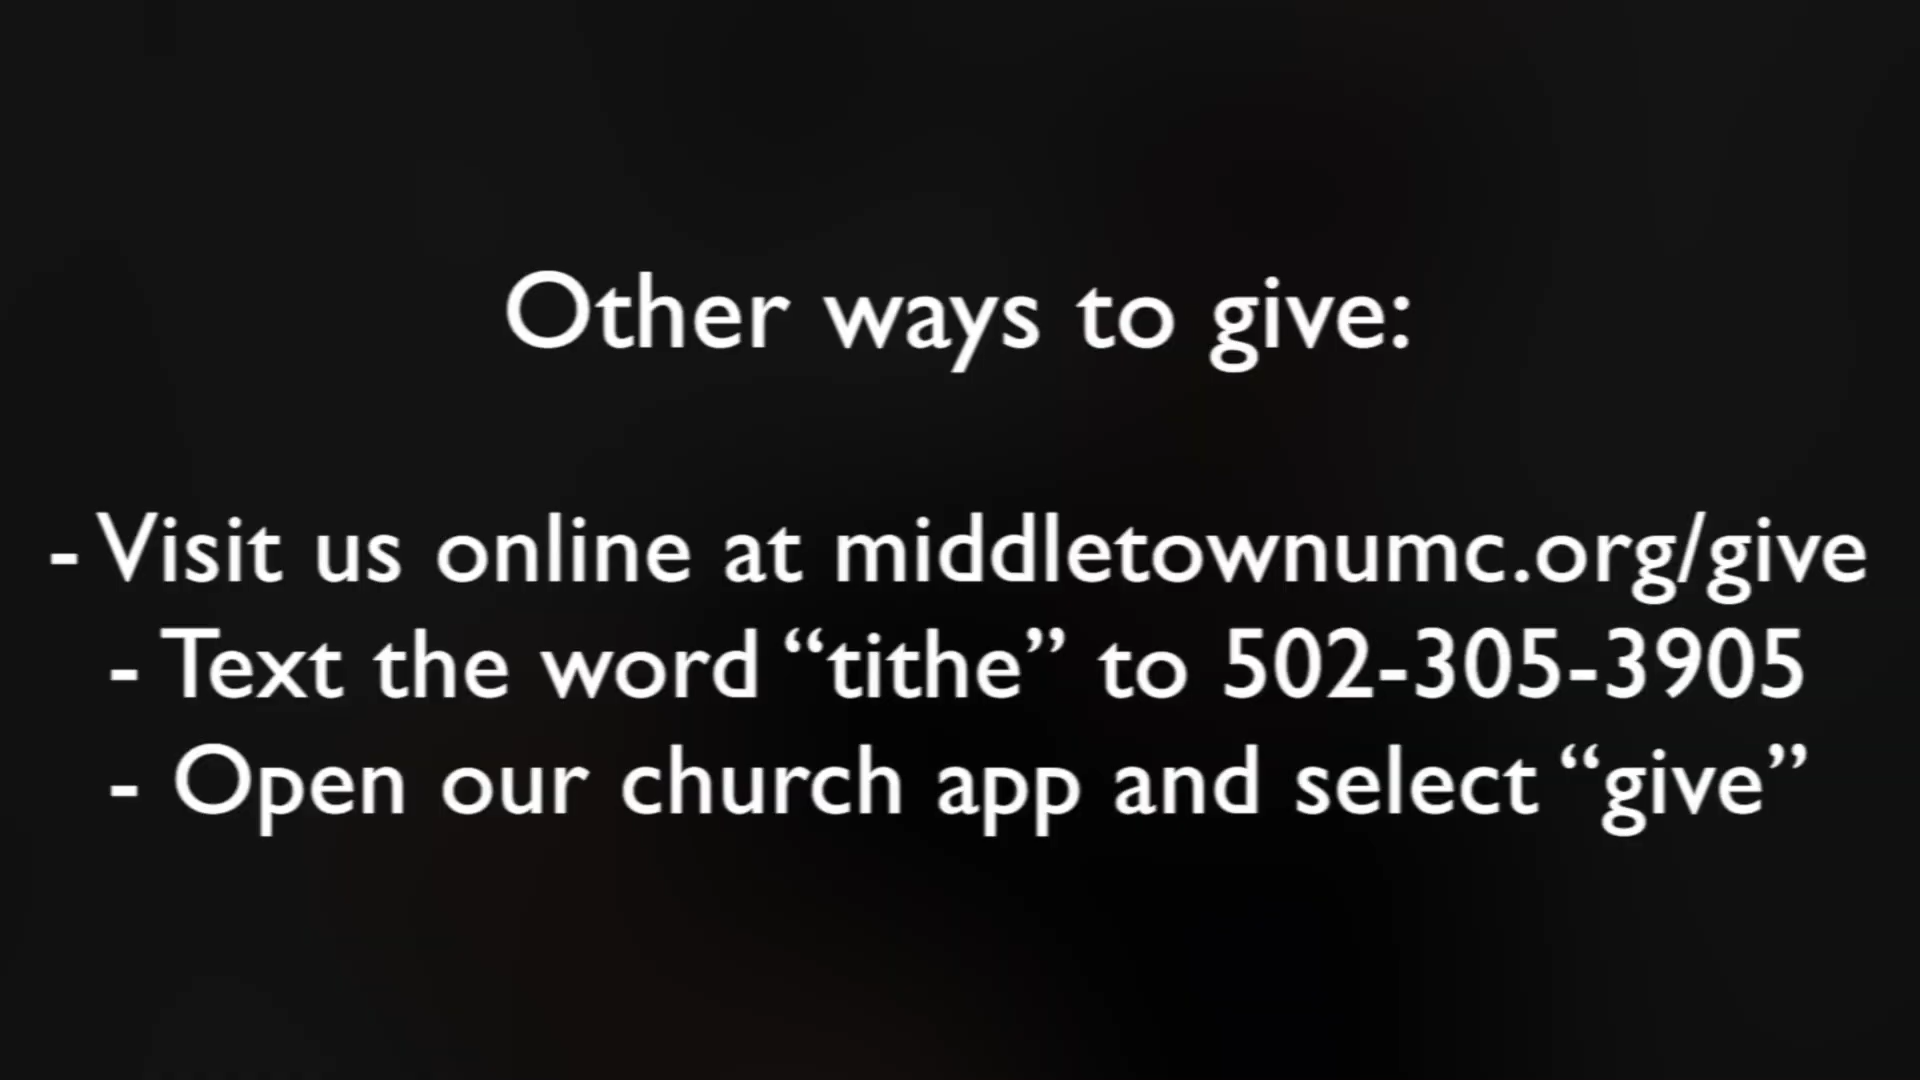 Other ways to give:
- Visit us online at middletownumc.org/give
- Text the word “tithe” to 502-305-3905
- Open our church app and select “give”